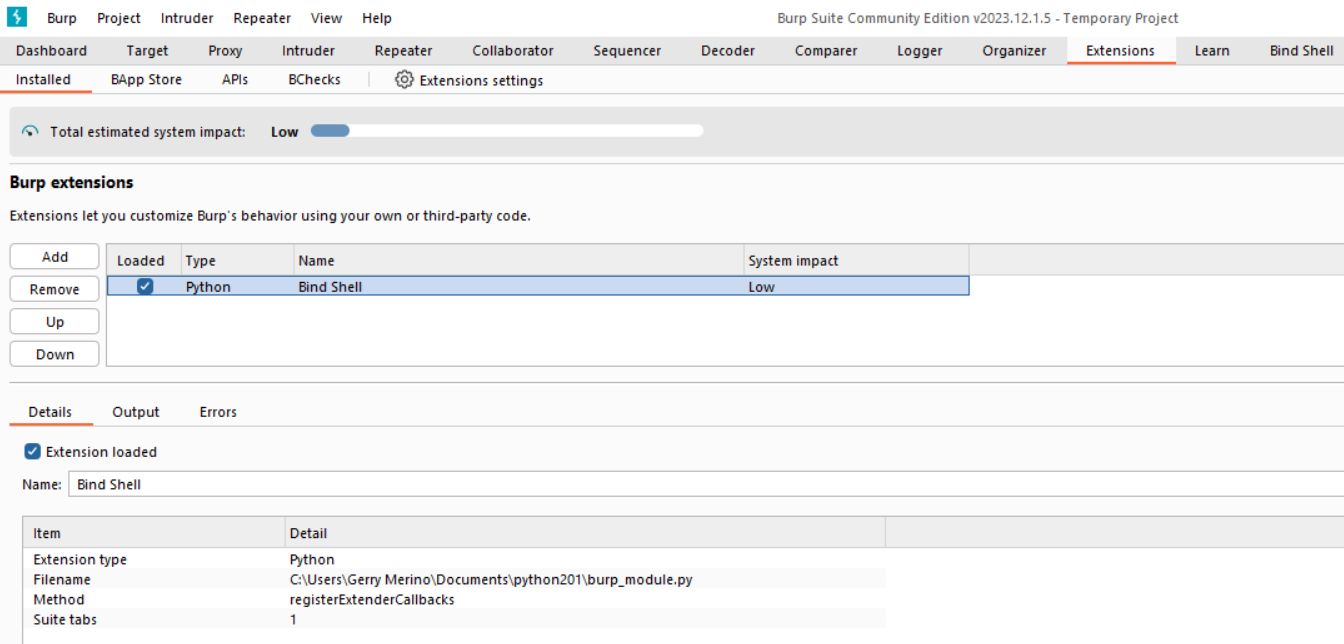 Burp Project Intruder Repeater View Help Burp Suite Community Edition v2023.12.1.5 - Temporary Project
Dashboard Target Proxy Intruder Repeater Collaborator Sequencer Decoder Comparer Logger Organizer Extensions Learn Bind Shell
Installed BApp Store APIs BChecks Extensions settings
Total estimated system impact: Low
Burp extensions
Extensions let you customize Burp's behavior using your own or third-party code.
Add
Remove
Up
Down
Loaded Type Name System impact
Python Bind Shell Low
Details Output Errors
Extension loaded
Name: Bind Shell
Item Detail
Extension type Python
Filename C:\Users\Gerry Merino\Documents\python201\burp_module.py
Method registerExtenderCallbacks
Suite tabs 1